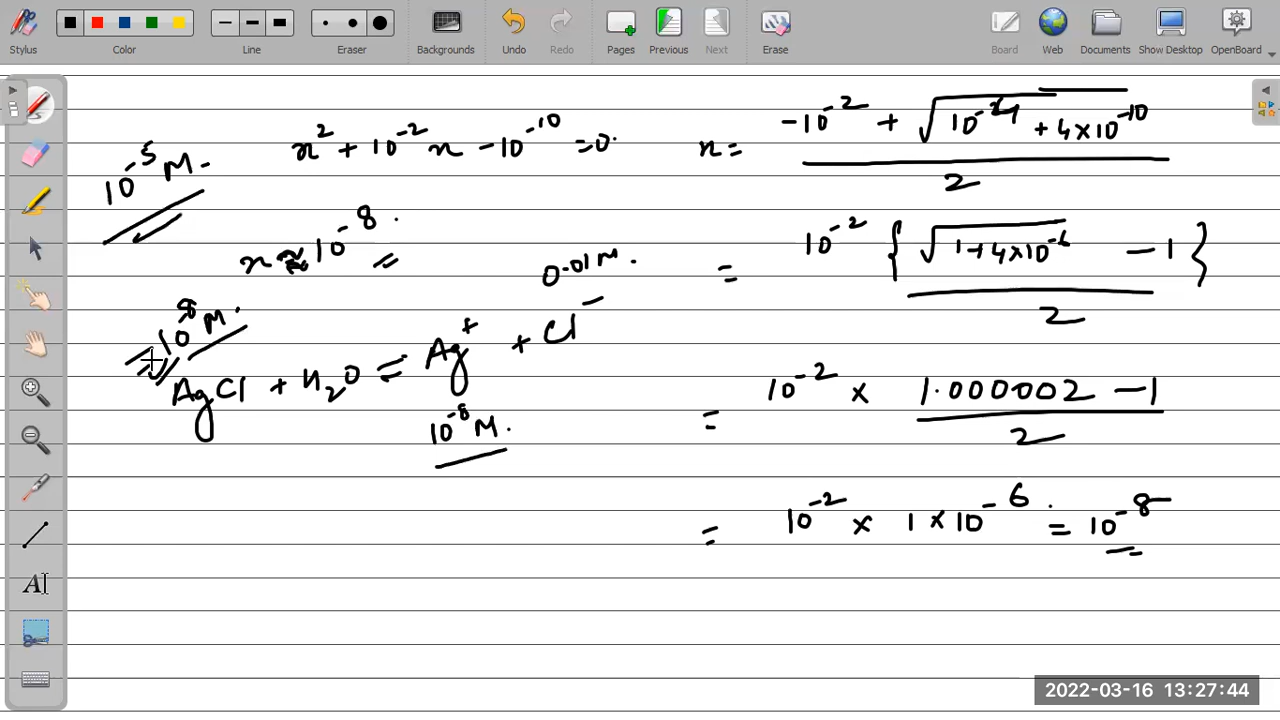 Stylus Color Line Eraser Backgrounds Undo Redo Pages Previous Next Erase Board Web Documents Show Desktop OpenBoard
10⁻⁵ M.
x² + 10⁻² x - 10⁻¹⁰ = 0.
x = (-10⁻² + √(10⁻⁴ + 4×10⁻¹⁰)) / 2
x ≈ 10⁻⁸.
= 10⁻² { (√(1+4×10⁻⁶) - 1) / 2 }
0.01 M.
10⁻⁸ M.
AgCl + H₂O ⇌ Ag⁺ + Cl⁻
10⁻⁸ M.
= 10⁻² × (1.000002 - 1) / 2
= 10⁻² × 1 × 10⁻⁶. = 10⁻⁸
2022-03-16 13:27:44